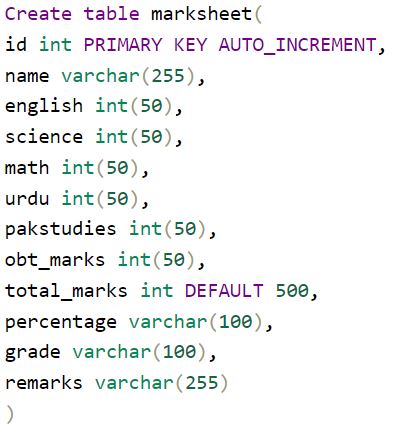 Create table marksheet(
id int PRIMARY KEY AUTO_INCREMENT,
name varchar(255),
english int(50),
science int(50),
math int(50),
urdu int(50),
pakstudies int(50),
obt_marks int(50),
total_marks int DEFAULT 500,
percentage varchar(100),
grade varchar(100),
remarks varchar(255)
)